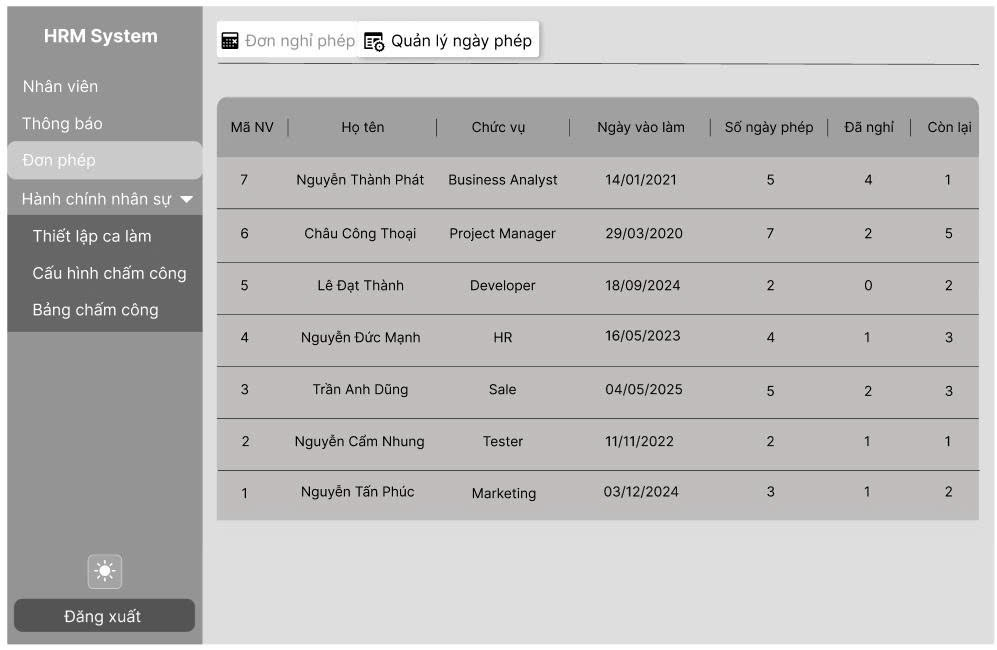 HRM System
Nhân viên
Thông báo
Đơn phép
Hành chính nhân sự
Thiết lập ca làm
Cấu hình chấm công
Bảng chấm công
Đăng xuất
Đơn nghỉ phép Quản lý ngày phép
Mã NV Họ tên Chức vụ Ngày vào làm Số ngày phép Đã nghỉ Còn lại
7 Nguyễn Thành Phát Business Analyst 14/01/2021 5 4 1
6 Châu Công Thoại Project Manager 29/03/2020 7 2 5
5 Lê Đạt Thành Developer 18/09/2024 2 0 2
4 Nguyễn Đức Mạnh HR 16/05/2023 4 1 3
3 Trần Anh Dũng Sale 04/05/2025 5 2 3
2 Nguyễn Cẩm Nhung Tester 11/11/2022 2 1 1
1 Nguyễn Tấn Phúc Marketing 03/12/2024 3 1 2